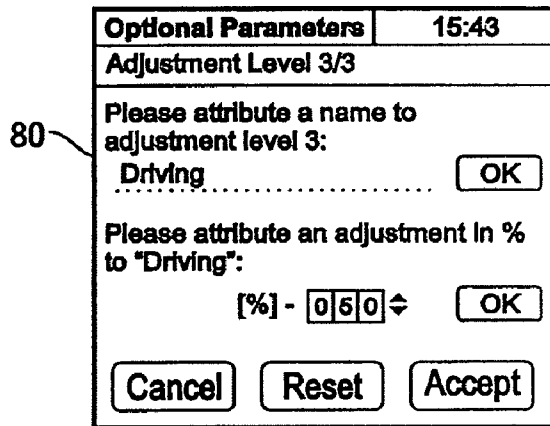 Optional Parameters 15:43
Adjustment Level 3/3
Please attribute a name to
adjustment level 3:
Driving OK
Please attribute an adjustment in %
to "Driving":
[%] - 050 OK
Cancel Reset Accept
80